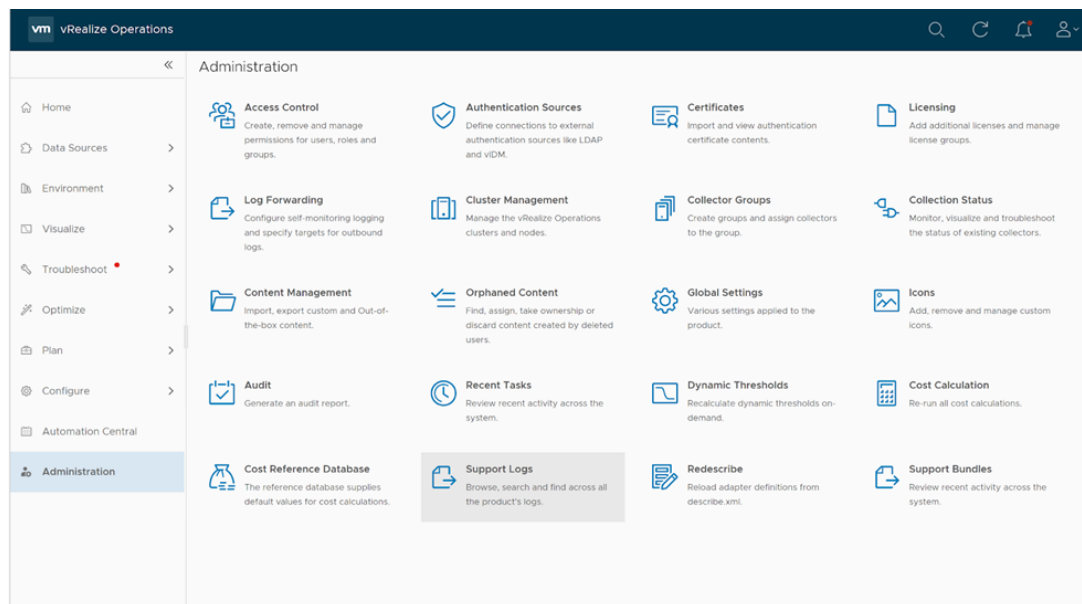 vm vRealize Operations
Administration
Home
Data Sources
Environment
Visualize
Troubleshoot
Optimize
Plan
Configure
Automation Central
Administration
Access Control
Create, remove and manage
permissions for users, roles and
groups.
Authentication Sources
Define connections to external
authentication sources like LDAP
and vIDM.
Certificates
Import and view authentication
certificate contents.
Licensing
Add additional licenses and manage
license groups.
Log Forwarding
Configure self-monitoring logging
and specify targets for outbound
logs.
Cluster Management
Manage the vRealize Operations
clusters and nodes.
Collector Groups
Create groups and assign collectors
to the group.
Collection Status
Monitor, visualize and troubleshoot
the status of existing collectors.
Content Management
Import, export custom and Out-of-
the-box content.
Orphaned Content
Find, assign, take ownership or
discard content created by deleted
users.
Global Settings
Various settings applied to the
product.
Icons
Add, remove and manage custom
icons.
Audit
Generate an audit report.
Recent Tasks
Review recent activity across the
system.
Dynamic Thresholds
Recalculate dynamic thresholds on-
demand.
Cost Calculation
Re-run all cost calculations.
Cost Reference Database
The reference database supplies
default values for cost calculations.
Support Logs
Browse, search and find across all
the product's logs.
Redescribe
Reload adapter definitions from
describe.xml.
Support Bundles
Review recent activity across the
system.